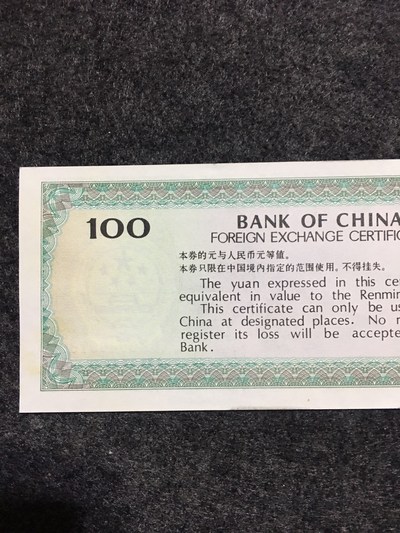 100
BANK OF CHINA
FOREIGN EXCHANGE CERTIFIC
本券的元与人民币元等值。
本券只限在中国境内指定的范围使用。不得挂失。
The yuan expressed in this cer
equivalent in value to the Renmin
This certificate can only be us
China at designated places. No r
register its loss will be accepte
Bank.